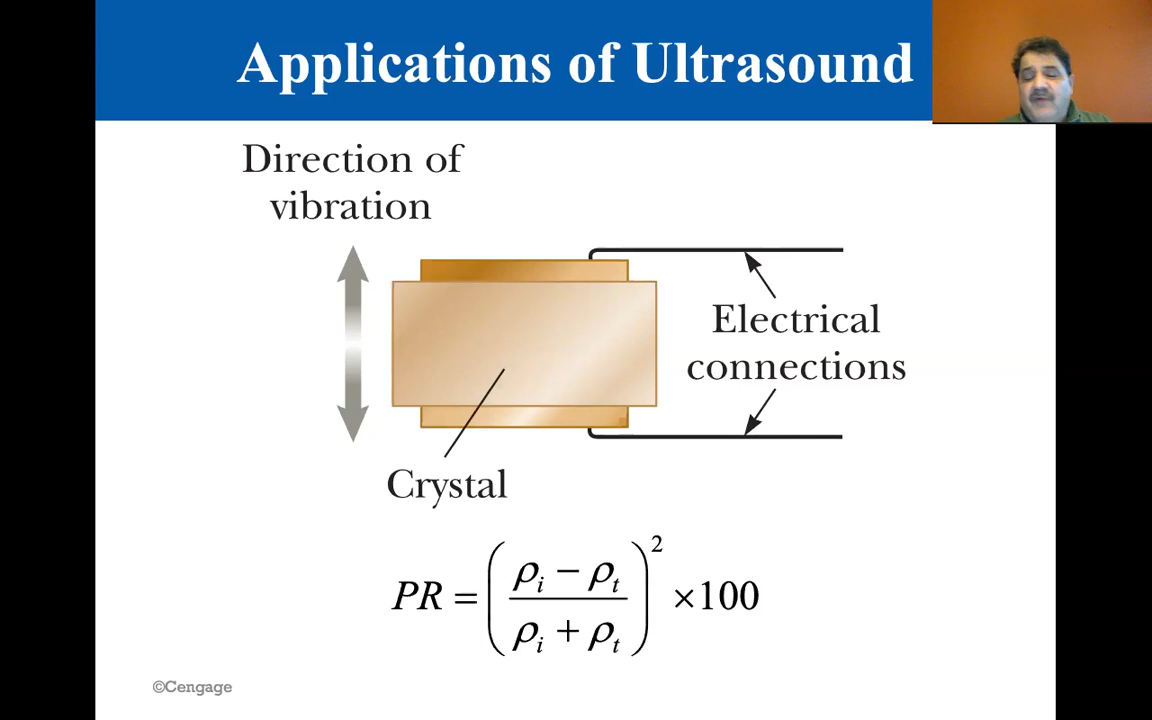 Applications of Ultrasound
Direction of
vibration
Electrical
connections
Crystal
PR = (ρᵢ − ρₜ / ρᵢ + ρₜ)² ×100
©Cengage